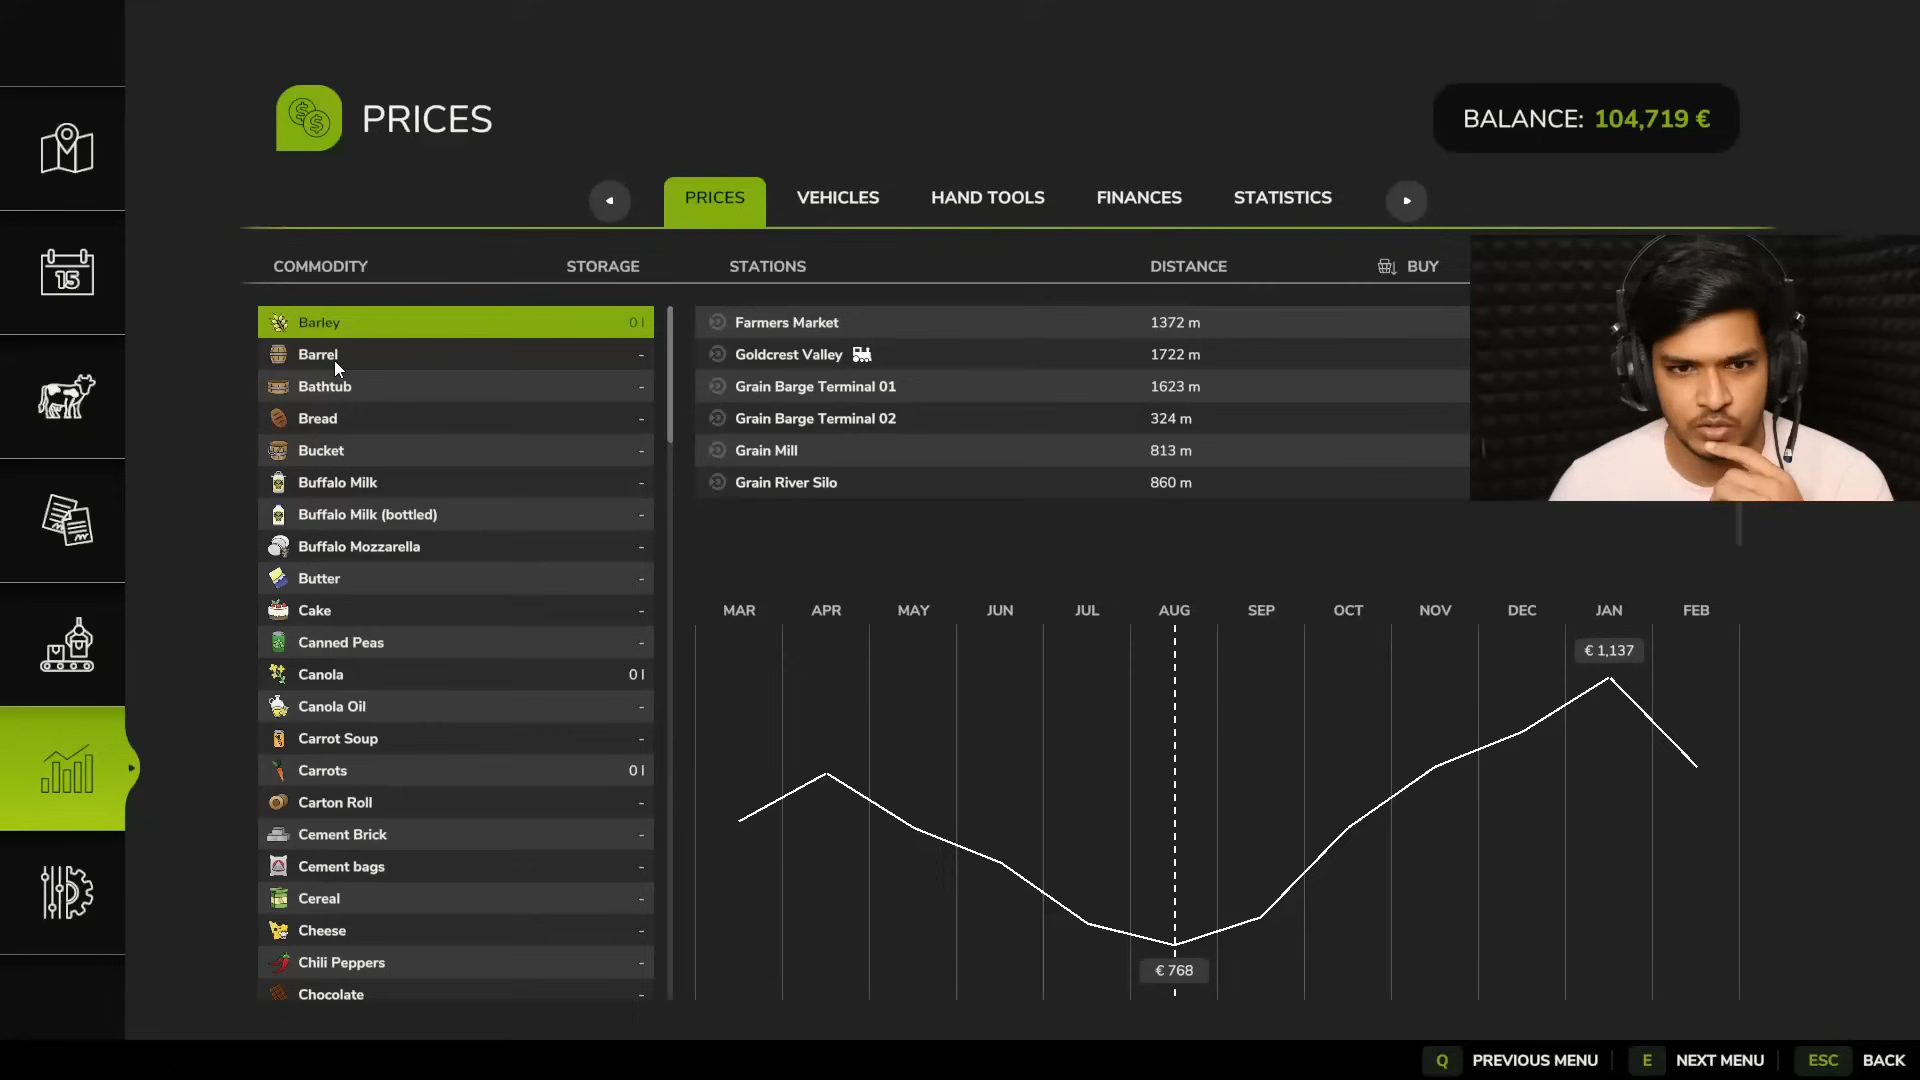 PRICES
BALANCE: 104,719 €
PRICES VEHICLES HAND TOOLS FINANCES STATISTICS
COMMODITY STORAGE STATIONS DISTANCE BUY
15
Barley 0 l
Barrel -
Bathtub -
Bread -
Bucket -
Buffalo Milk -
Buffalo Milk (bottled) -
Buffalo Mozzarella -
Butter -
Cake -
Canned Peas -
Canola 0 l
Canola Oil -
Carrot Soup -
Carrots 0 l
Carton Roll -
Cement Brick -
Cement bags -
Cereal -
Cheese -
Chili Peppers -
Chocolate -
Farmers Market 1372 m
Goldcrest Valley 1722 m
Grain Barge Terminal 01 1623 m
Grain Barge Terminal 02 324 m
Grain Mill 813 m
Grain River Silo 860 m
MAR APR MAY JUN JUL AUG SEP OCT NOV DEC JAN FEB
€ 1,137
€ 768
Q PREVIOUS MENU E NEXT MENU ESC BACK